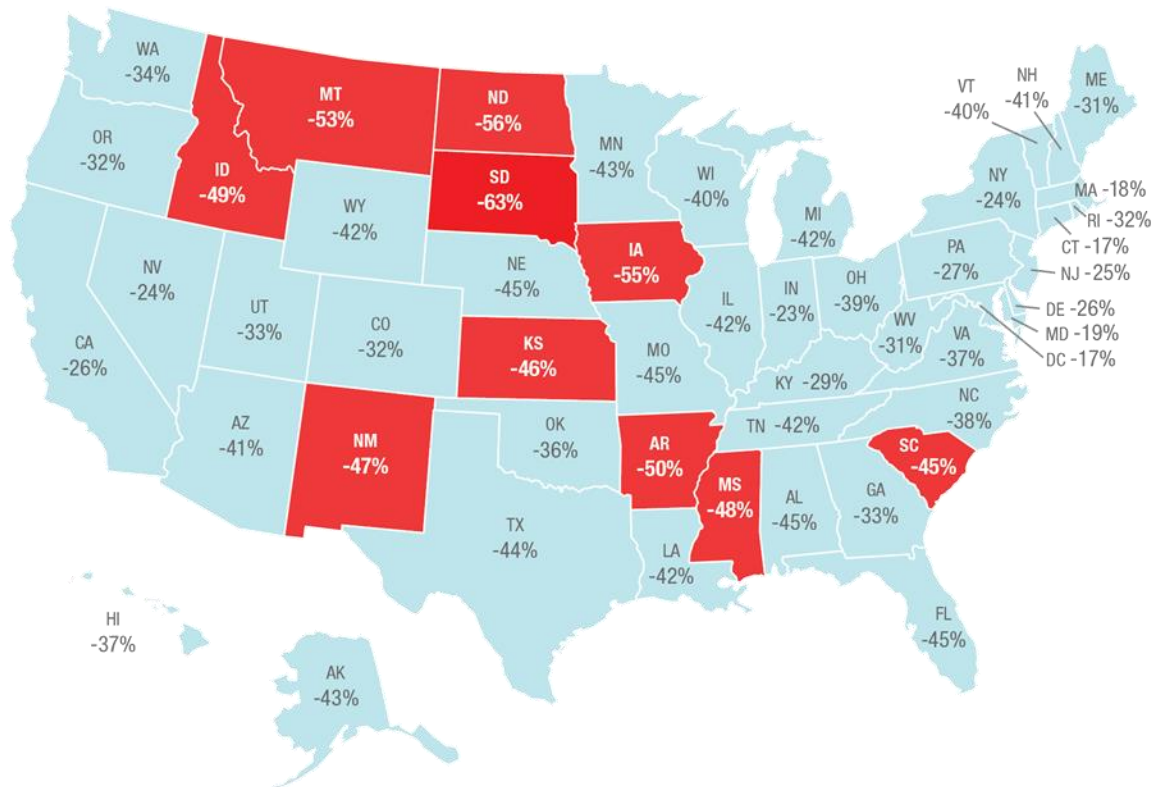 WA
-34%
OR
-32%
CA
-26%
NV
-24%
ID
-49%
MT
-53%
WY
-42%
UT
-33%
AZ
-41%
CO
-32%
NM
-47%
ND
-56%
SD
-63%
NE
-45%
KS
-46%
OK
-36%
TX
-44%
MN
-43%
IA
-55%
MO
-45%
AR
-50%
LA
-42%
WI
-40%
IL
-42%
MS
-48%
MI
-42%
IN
-23%
OH
-39%
KY -29%
TN -42%
AL
-45%
GA
-33%
FL
-45%
SC
-45%
NC
-38%
VA
-37%
WV
-31%
PA
-27%
NY
-24%
VT
-40%
NH
-41%
ME
-31%
MA -18%
RI -32%
CT -17%
NJ -25%
DE -26%
MD -19%
DC -17%
HI
-37%
AK
-43%